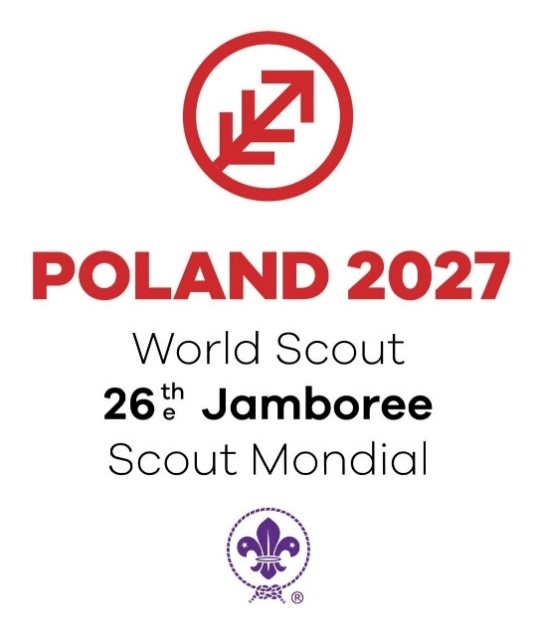 POLAND 2027
World Scout
26th/e Jamboree
Scout Mondial
®